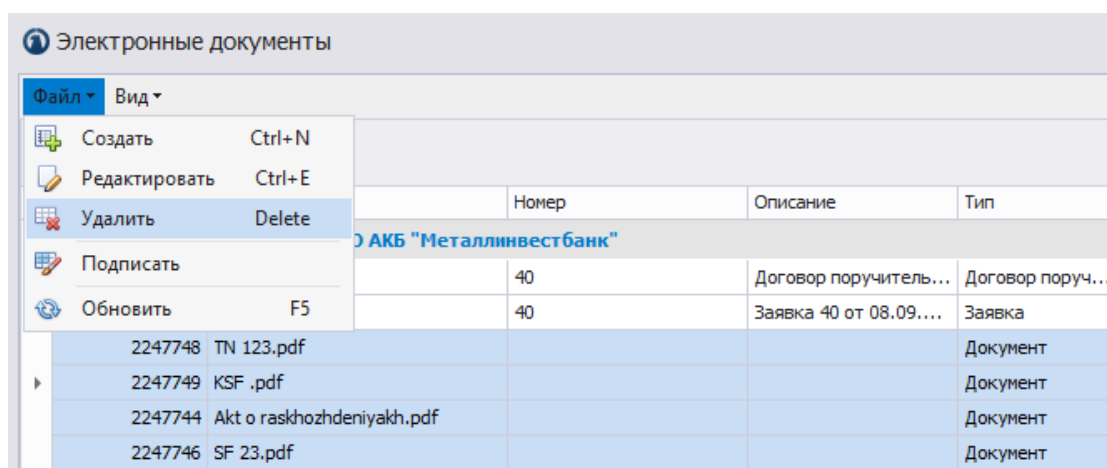 Электронные документы
Файл Вид
Создать Ctrl+N
Редактировать Ctrl+E
Удалить Delete
Подписать
Обновить F5
Номер Описание Тип
АКБ "Металлинвестбанк"
40 Договор поручитель... Договор поруч...
40 Заявка 40 от 08.09.... Заявка
2247748 TN 123.pdf Документ
2247749 KSF .pdf Документ
2247744 Akt o raskhozhdeniyakh.pdf Документ
2247746 SF 23.pdf Документ